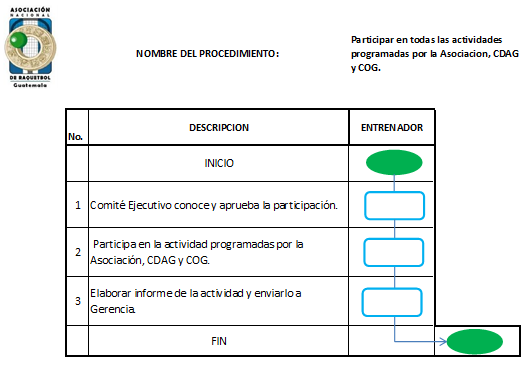 ASOCIACIÓN
NACIONAL
DE RAQUETBOL
Guatemala
NOMBRE DEL PROCEDIMIENTO:
Participar en todas las actividades
programadas por la Asociacion, CDAG
y COG.
No.
DESCRIPCION
ENTRENADOR
INICIO
1
Comité Ejecutivo conoce y aprueba la participación.
2
Participa en la actividad programadas por la
Asociación, CDAG y COG.
3
Elaborar informe de la actividad y enviarlo a
Gerencia.
FIN